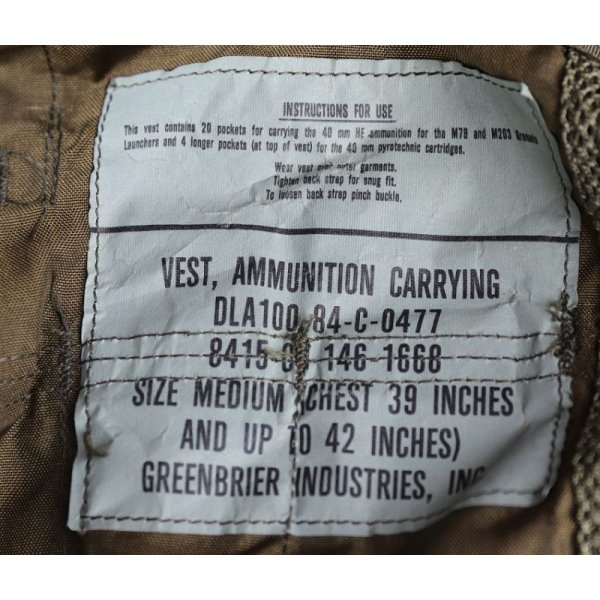 INSTRUCTIONS FOR USE
This vest contains 20 pockets for carrying the 40 mm HE ammunition for the M79 and M203 Grenade
Launchers and 4 longer pockets (at top of vest) for the 40 mm pyrotechnic cartridges.
Wear vest over outer garments.
Tighten back strap for snug fit.
To loosen back strap pinch buckle.
VEST, AMMUNITION CARRYING
DLA100 84-C-0477
8415-0 146-1668
SIZE MEDIUM (CHEST 39 INCHES
AND UP TO 42 INCHES)
GREENBRIER INDUSTRIES, INC